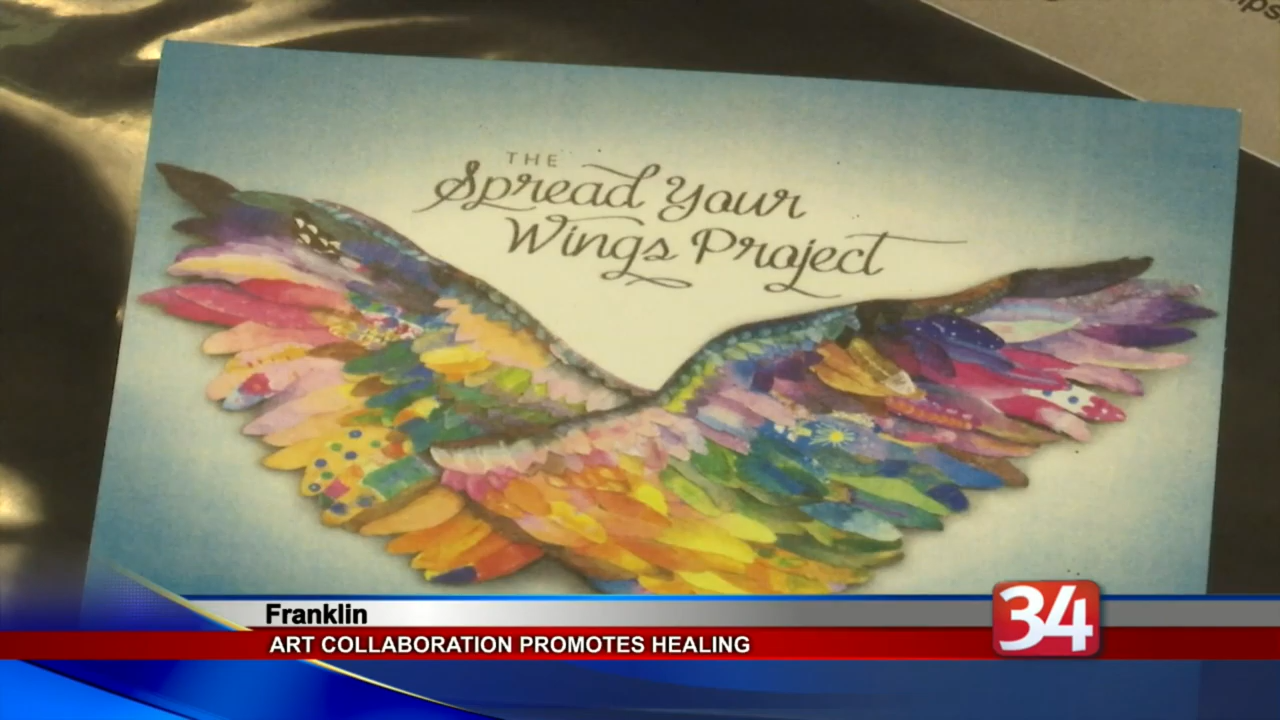 THE
Spread Your
Wings Project
Franklin
ART COLLABORATION PROMOTES HEALING
34